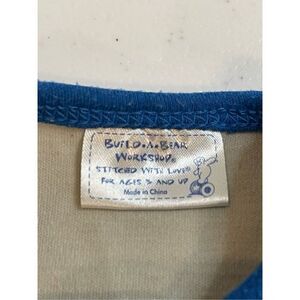 BUILD-A-BEAR
WORKSHOP®
STITCHED WITH LOVE®
FOR AGES 3 AND UP
Made in China